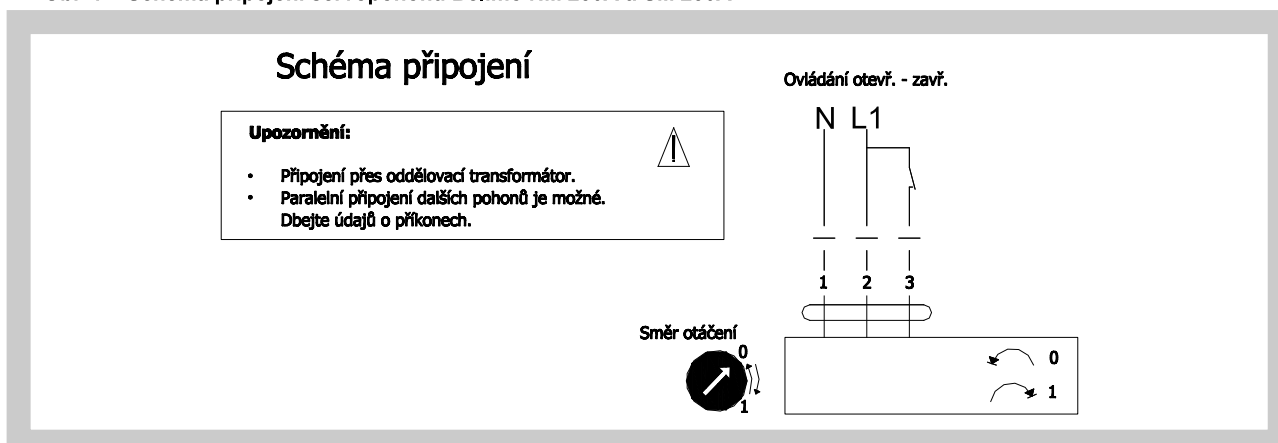 Schéma připojení
Upozornění:
• Připojení přes oddělovací transformátor.
• Paralelní připojení dalších pohonů je možné.
Dbejte údajů o příkonech.
Ovládání otevř. - zavř.
N L1
1 2 3
Směr otáčení
0
1
0
1